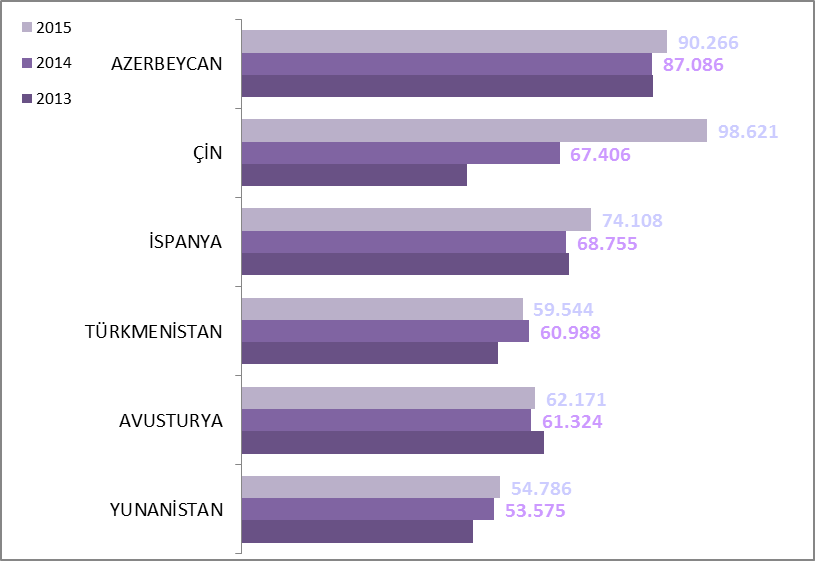 2015
2014
2013
AZERBEYCAN
90.266
87.086
ÇİN
98.621
67.406
İSPANYA
74.108
68.755
TÜRKMENİSTAN
59.544
60.988
AVUSTURYA
62.171
61.324
YUNANİSTAN
54.786
53.575